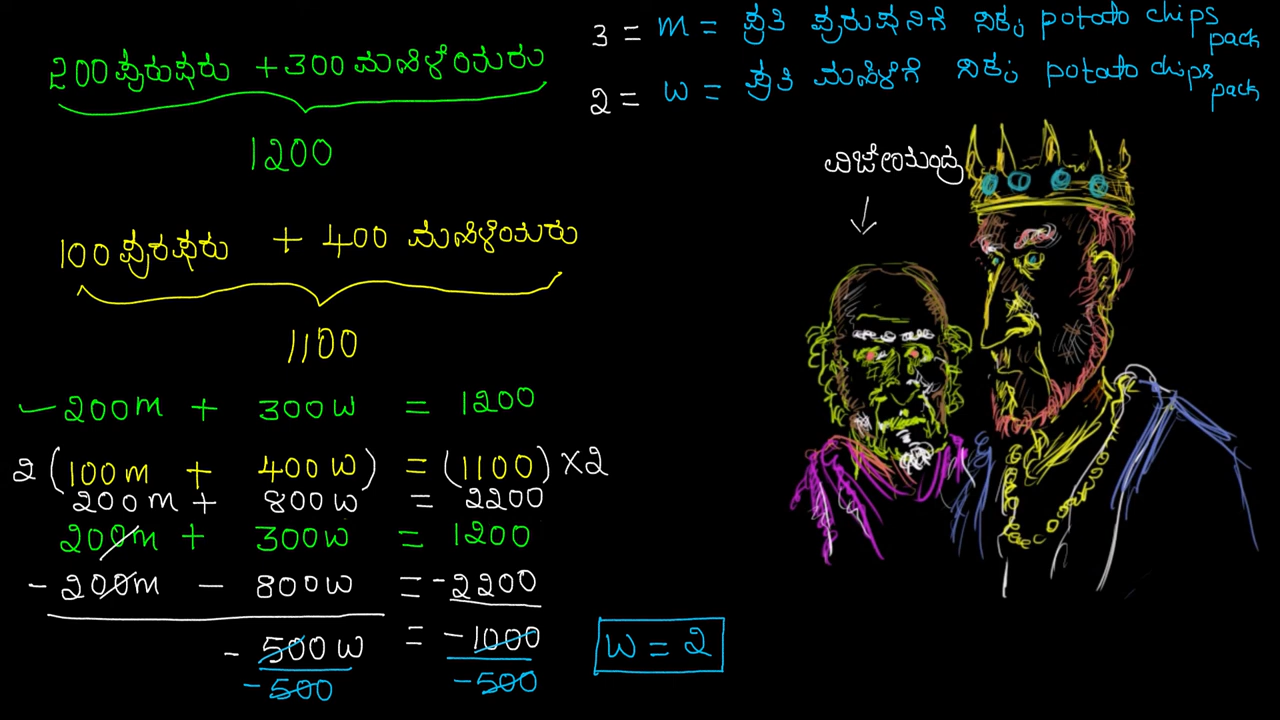 200 ಪುರುಷರು + 300 ಮಹಿಳೆಯರು
1200
3 = m = ಪ್ರತಿ ಪುರುಷನಿಗೆ potato chips pack
2 = w = ಪ್ರತಿ ಮಹಿಳೆಗೆ potato chips pack
100 ಪುರುಷರು + 400 ಮಹಿಳೆಯರು
1100
200m + 300w = 1200
2(100m + 400w) = (1100)×2
200m + 800w = 2200
200m + 300w = 1200
-200m - 800w = -2200
-500w = -1000
-500 -500
w = 2